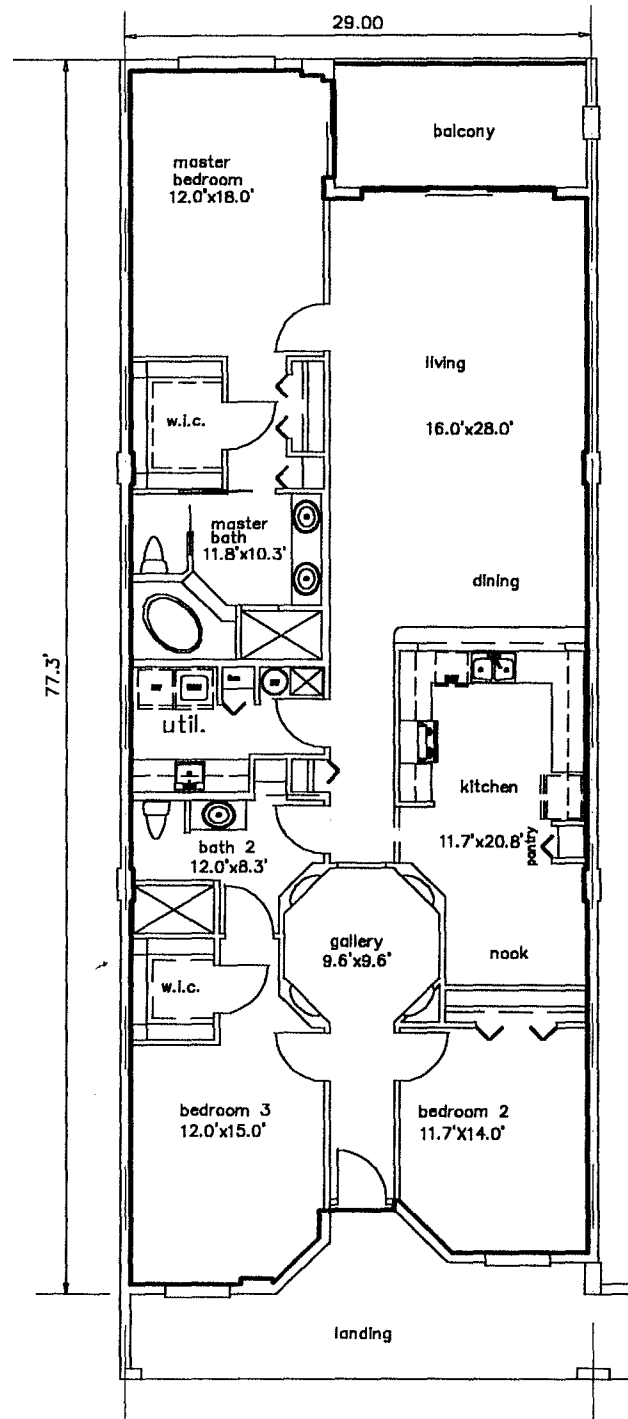 29.00
balcony
master
bedroom
12.0'x18.0'
living
16.0'x28.0'
w.i.c.
master
bath
11.8'x10.3'
dining
77.3'
util.
kitchen
11.7'x20.8'
pantry
bath 2
12.0'x8.3'
gallery
9.6'x9.6'
nook
w.i.c.
bedroom 3
12.0'x15.0'
bedroom 2
11.7'X14.0'
landing